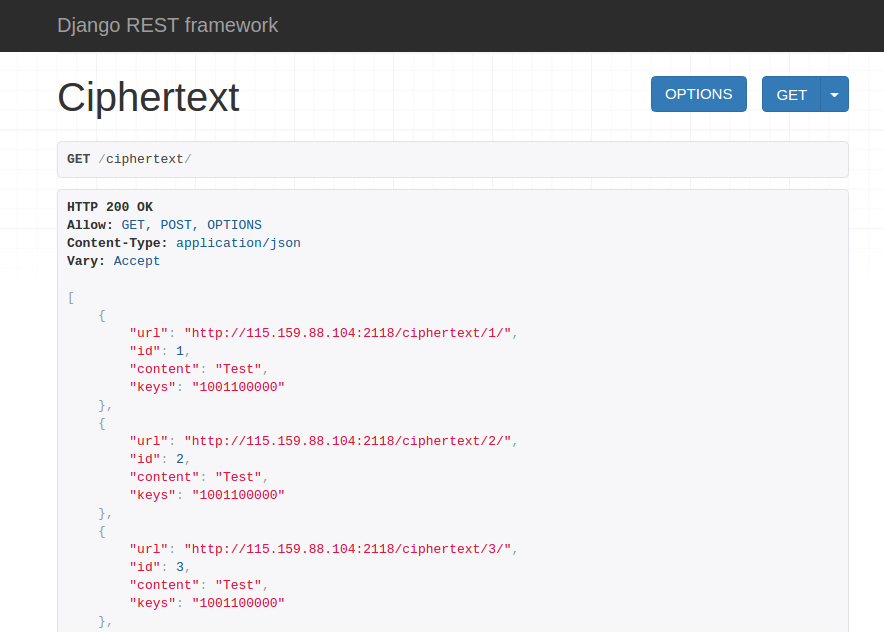 Django REST framework
Ciphertext
OPTIONS
GET
GET /ciphertext/
HTTP 200 OK
Allow: GET, POST, OPTIONS
Content-Type: application/json
Vary: Accept
[
    {
        "url": "http://115.159.88.104:2118/ciphertext/1/",
        "id": 1,
        "content": "Test",
        "keys": "1001100000"
    },
    {
        "url": "http://115.159.88.104:2118/ciphertext/2/",
        "id": 2,
        "content": "Test",
        "keys": "1001100000"
    },
    {
        "url": "http://115.159.88.104:2118/ciphertext/3/",
        "id": 3,
        "content": "Test",
        "keys": "1001100000"
    },